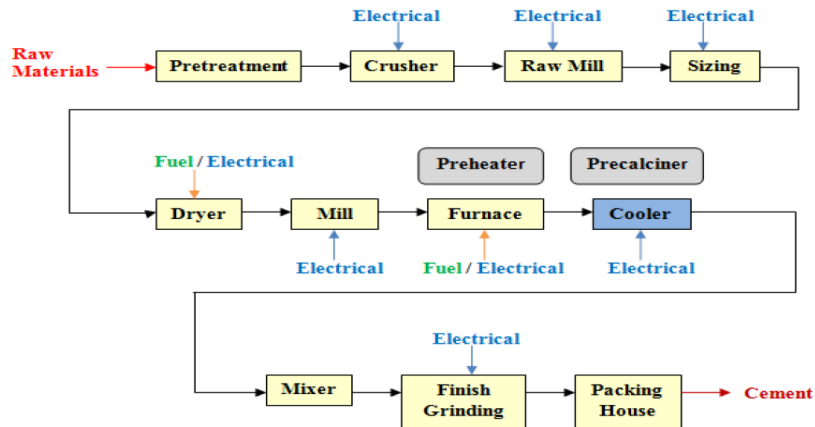 Electrical
Electrical
Electrical
Raw
Materials
Pretreatment
Crusher
Raw Mill
Sizing
Fuel / Electrical
Preheater
Precalciner
Dryer
Mill
Furnace
Cooler
Electrical
Fuel / Electrical
Electrical
Electrical
Mixer
Finish
Grinding
Packing
House
Cement